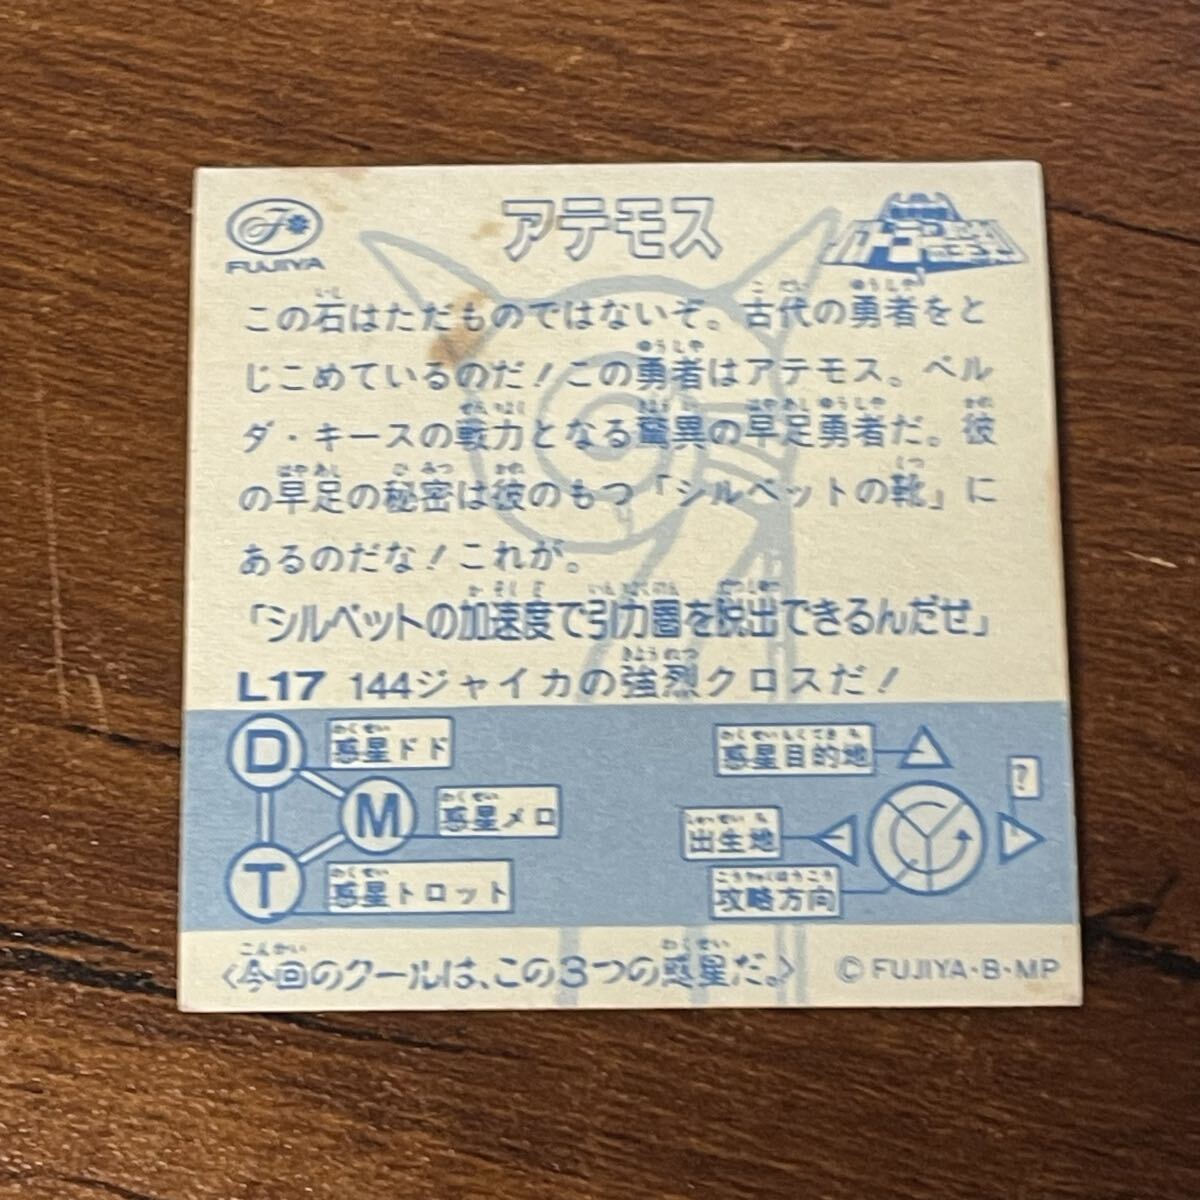 FUJIYA
アテモス
この石はただものではないぞ。古代の勇者をと
じこめているのだ!この勇者はアテモス。ベル
ダ・キースの戦力となる驚異の早足勇者だ。彼
の早足の秘密は彼のもつ「シルベットの靴」に
あるのだな!これが。
「シルベットの加速度で引力圏を脱出できるんだぜ」
L17 144ジャイカの強烈クロスだ!
D 惑星ドド
M 惑星メロ
T 惑星トロット
惑星目的地
?
出生地
攻略方向
<今回のクールは、この3つの惑星だ。>
©FUJIYA・B・MP